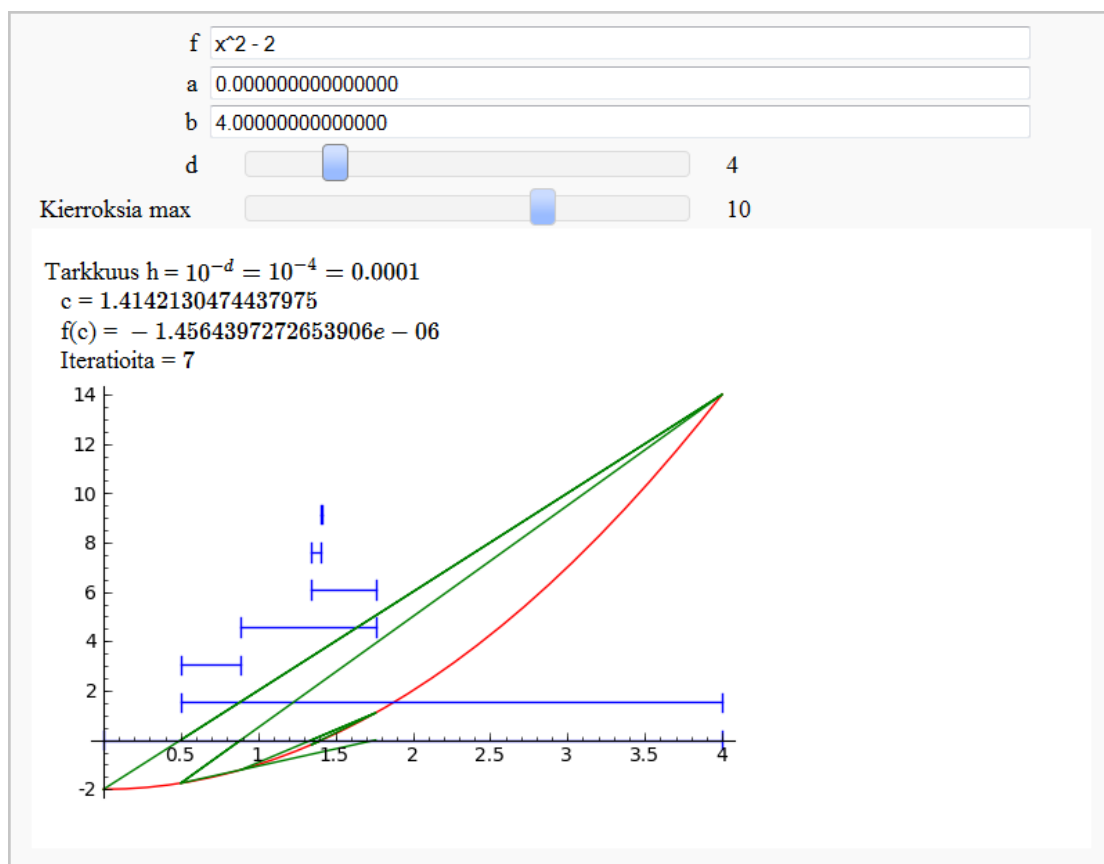 f x^2 - 2
a 0.000000000000000
b 4.00000000000000
d 4
Kierroksia max 10
Tarkkuus h = 10^{-d} = 10^{-4} = 0.0001
c = 1.4142130474437975
f(c) = − 1.4564397272653906e − 06
Iteratioita = 7
14
12
10
8
6
4
2
0.5 1 1.5 2 2.5 3 3.5 4
-2